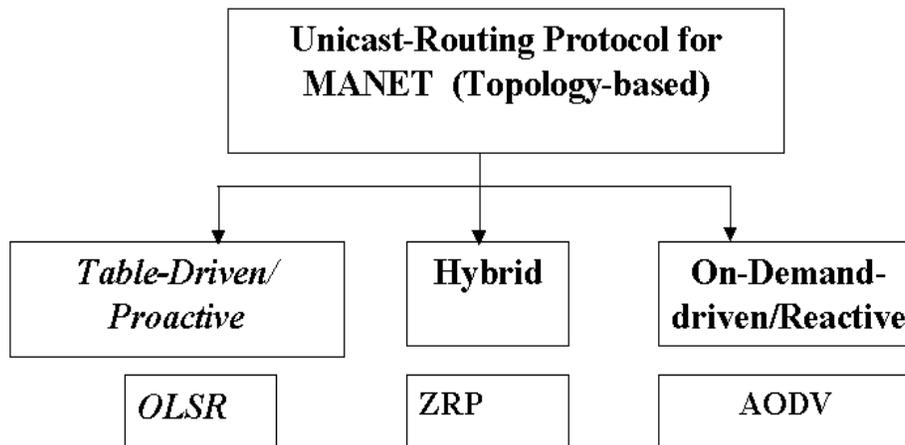 Unicast-Routing Protocol for
MANET (Topology-based)
Table-Driven/
Proactive
Hybrid
On-Demand-
driven/Reactive
OLSR
ZRP
AODV